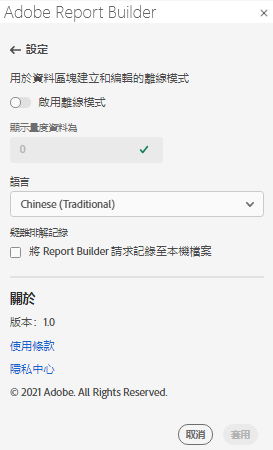 Adobe Report Builder
設定
用於資料區塊建立和編輯的離線模式
啟用離線模式
顯示量度資料為
0
語言
Chinese (Traditional)
疑難排解記錄
將 Report Builder 請求記錄至本機檔案
關於
版本：1.0
使用條款
隱私中心
© 2021 Adobe. All Rights Reserved.
取消 套用